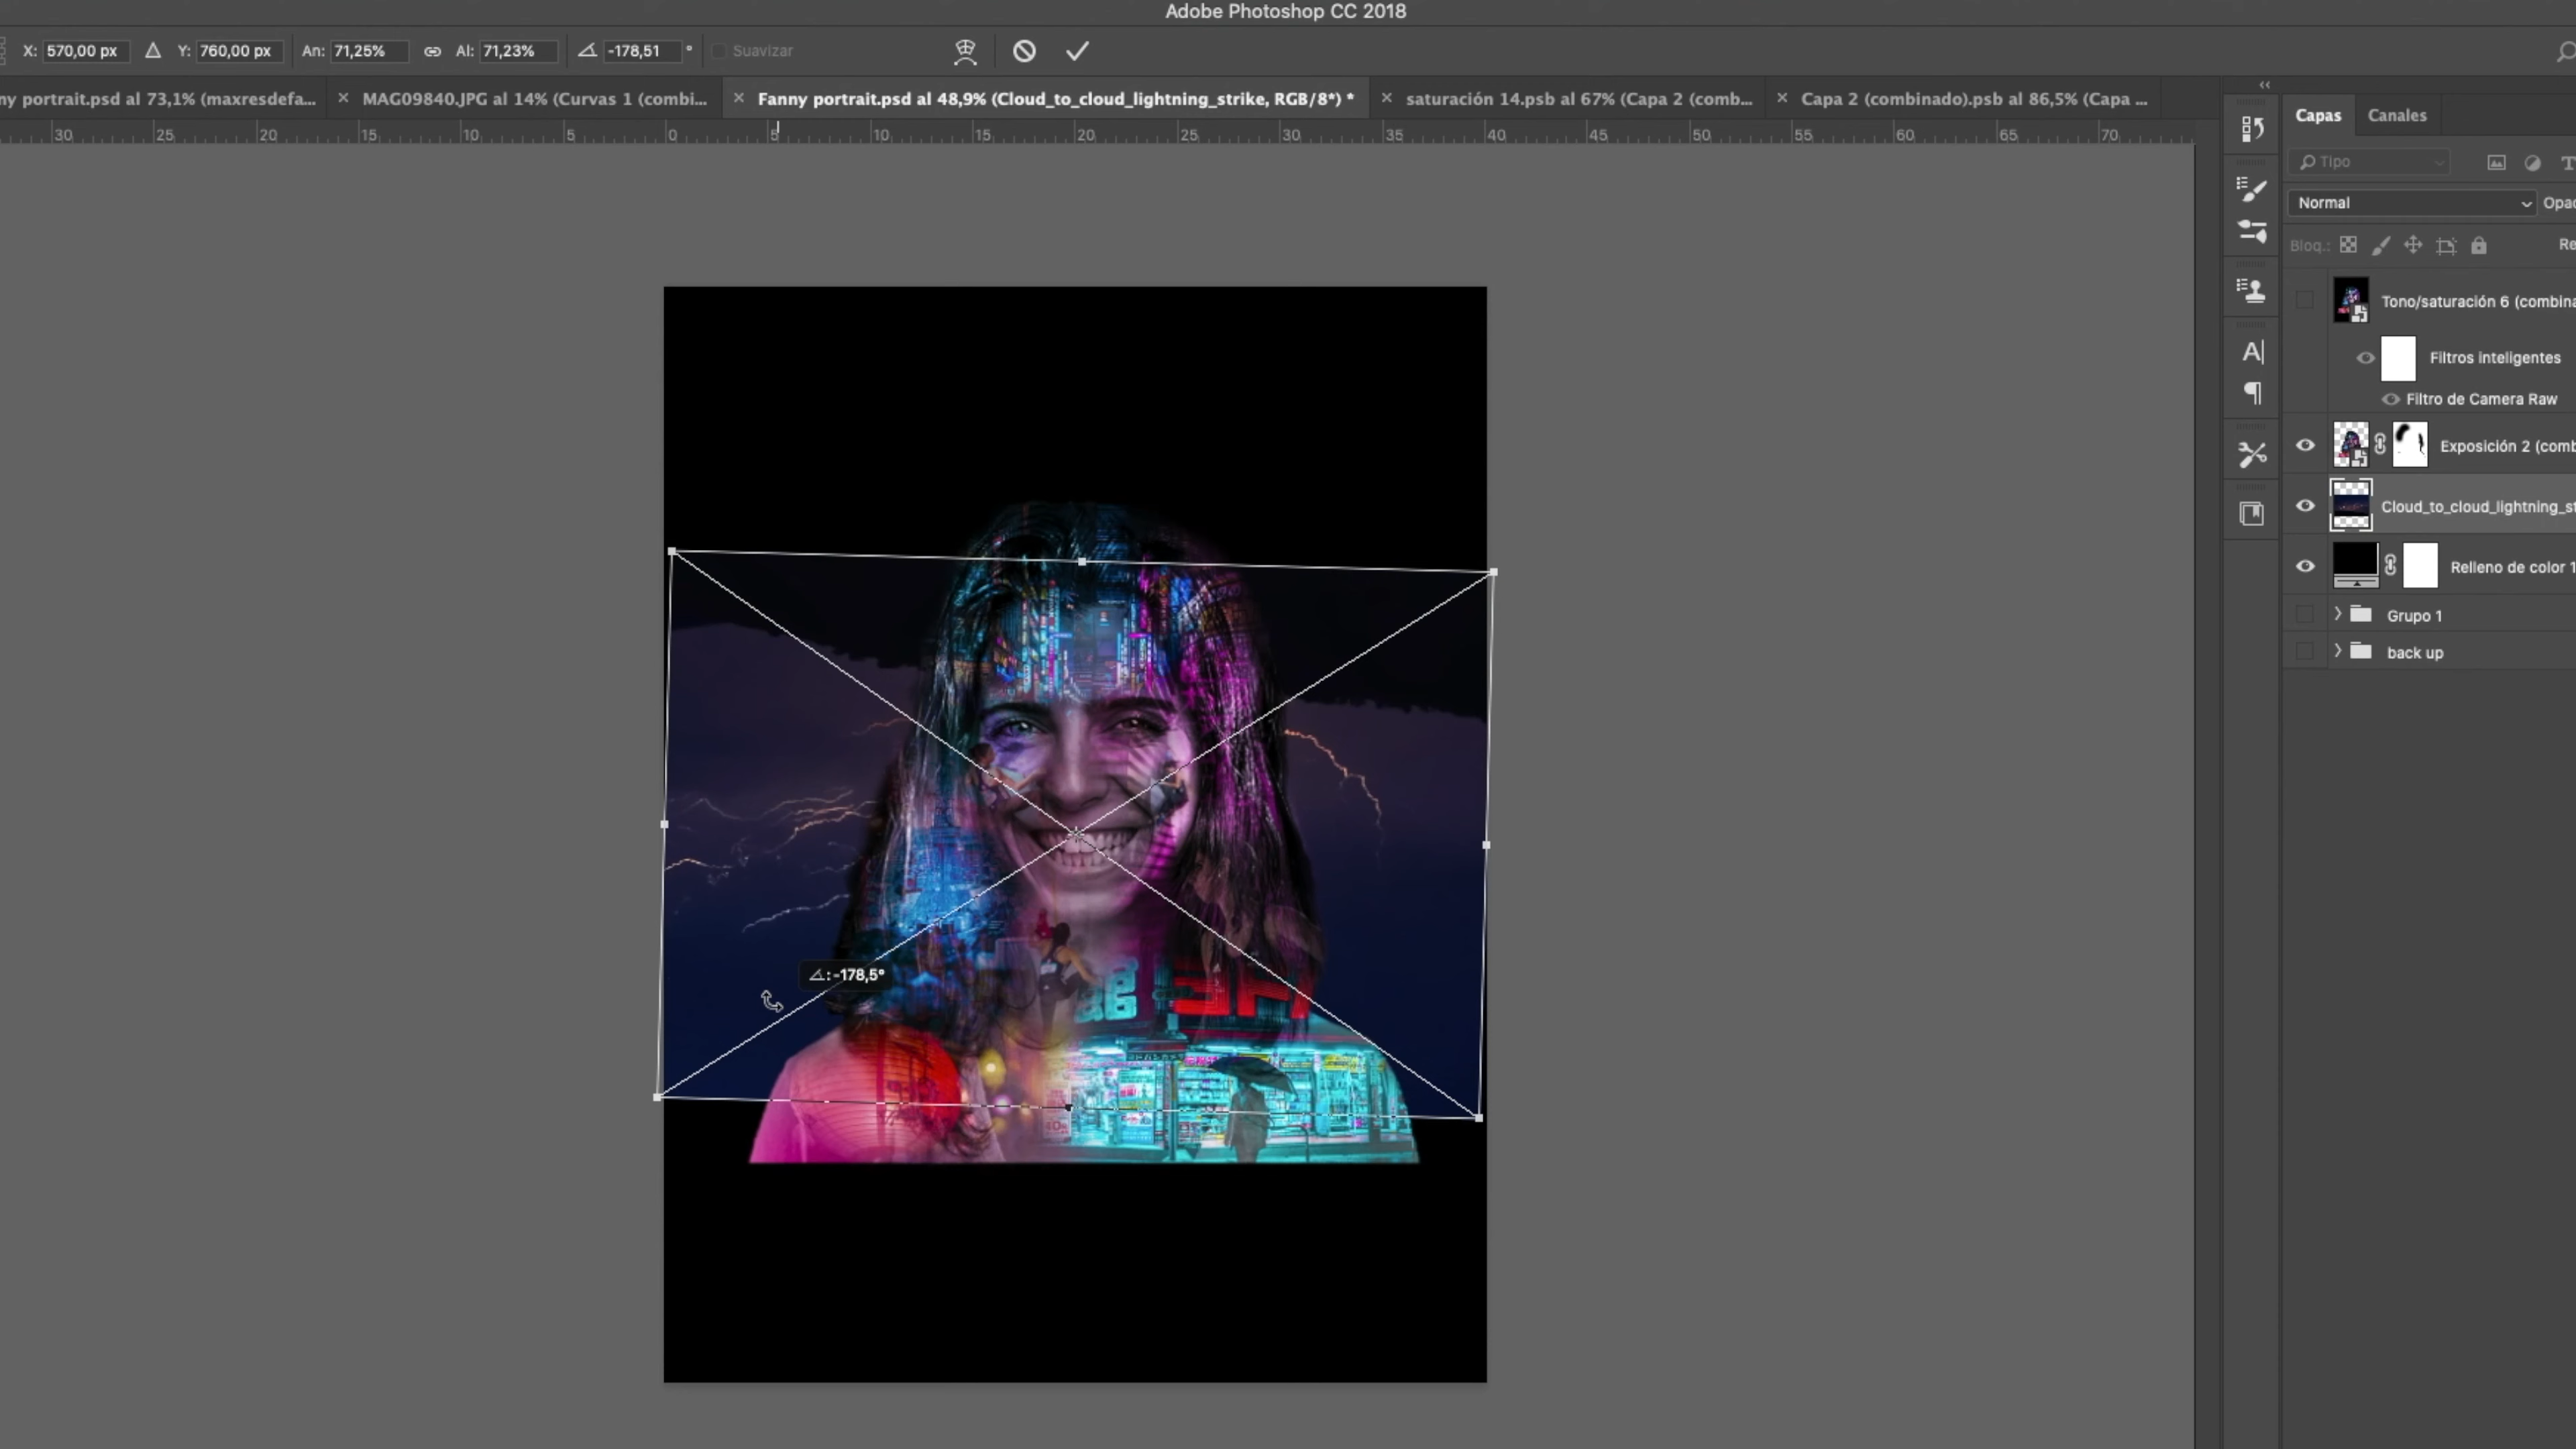 Adobe Photoshop CC 2018
X: 570,00 px Y: 760,00 px An: 71,25% Al: 71,23% -178,51 ° Suavizar
ny portrait.psd al 73,1% (maxresdefa... × MAG09840.JPG al 14% (Curvas 1 (combi... × Fanny portrait.psd al 48,9% (Cloud_to_cloud_lightning_strike, RGB/8*) * × saturación 14.psb al 67% (Capa 2 (comb... × Capa 2 (combinado).psb al 86,5% (Capa ...
30 25 20 15 10 5 0 5 10 15 20 25 30 35 40 45 50 55 60 65 70
Capas Canales
Tipo
Normal Opac
Bloq.: Re
Tono/saturación 6 (combina
Filtros inteligentes
Filtro de Camera Raw
Exposición 2 (comb
Cloud_to_cloud_lightning_st
Relleno de color 1
Grupo 1
back up
:-178,5°